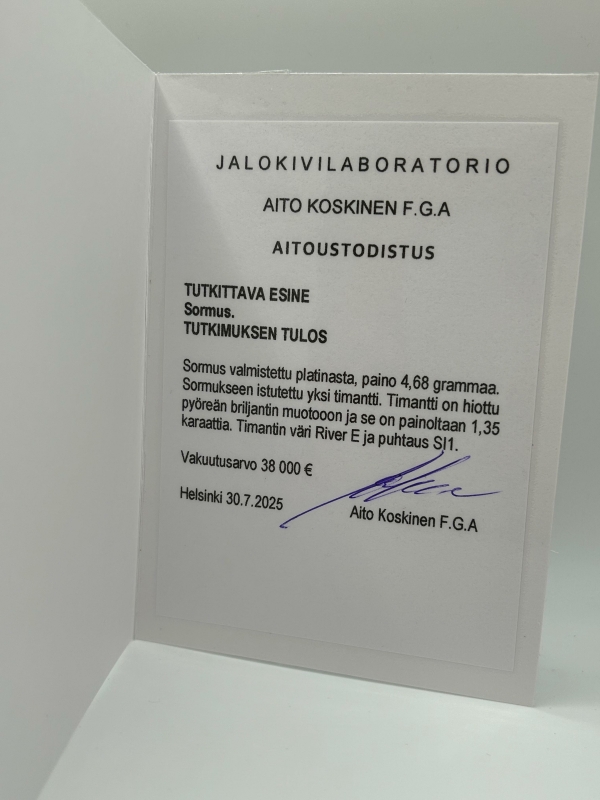 JALOKIVILABORATORIO
AITO KOSKINEN F.G.A
AITOUSTODISTUS
TUTKITTAVA ESINE
Sormus.
TUTKIMUKSEN TULOS
Sormus valmistettu platinasta, paino 4,68 grammaa.
Sormukseen istutettu yksi timantti. Timantti on hiottu
pyöreän briljantin muotooon ja se on painoltaan 1,35
karaattia. Timantin väri River E ja puhtaus SI1.
Vakuutusarvo 38 000 €
Helsinki 30.7.2025
Aito Koskinen F.G.A